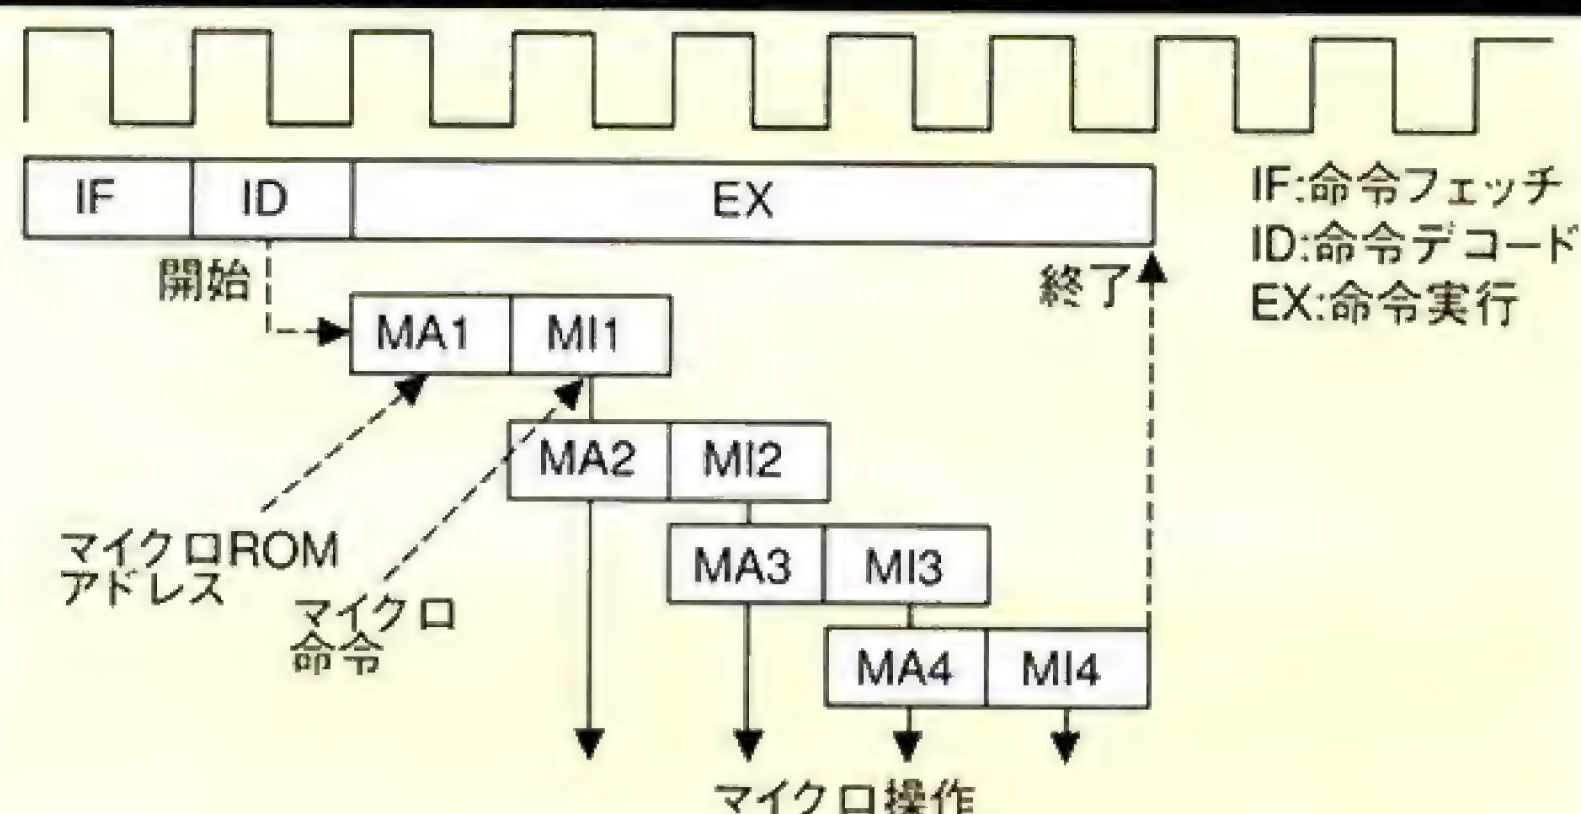 IF
ID
EX
IF:命令フェッチ
ID:命令デコード
EX:命令実行
開始
終了
MA1
MI1
MA2
MI2
マイクロROM
アドレス
マイクロ
命令
MA3
MI3
MA4
MI4
マイクロ操作